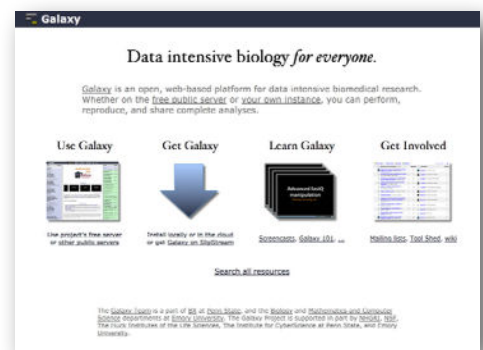 Galaxy
Data intensive biology for everyone.
Galaxy is an open, web-based platform for data intensive biomedical research.
Whether on the free public server or your own instance, you can perform,
reproduce, and share complete analyses.
Use Galaxy Get Galaxy Learn Galaxy Get Involved
Advanced fastQ
manipulation
Use project's free server
or other public servers
Install locally or in the cloud
or get Galaxy on SlipStream
Screencasts, Galaxy 101, ...
Mailing lists, Tool Shed, wiki
Search all resources
The Galaxy Team is a part of BX at Penn State, and the Biology and Mathematics and Computer
Science departments at Emory University. The Galaxy Project is supported in part by NHGRI, NSF,
The Huck Institutes of the Life Sciences, The Institute for CyberScience at Penn State, and Emory
University.